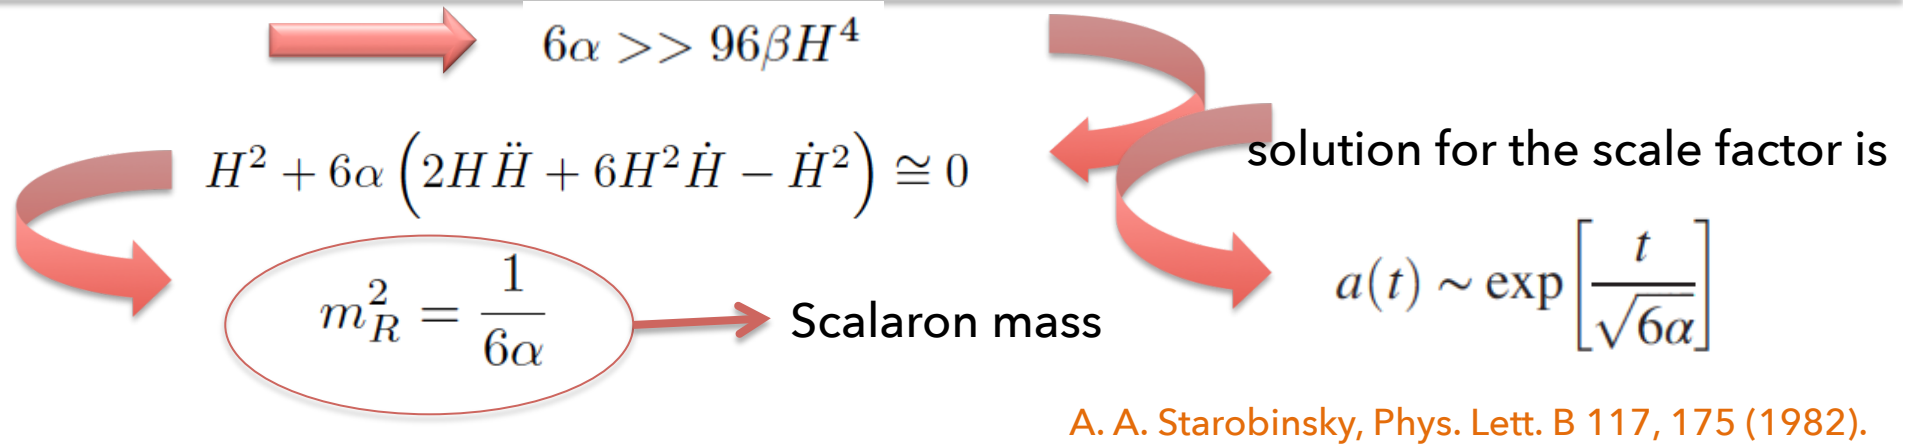 6α >> 96βH⁴
H² + 6α (2HḦ + 6H²Ḣ − Ḣ²) ≅ 0
solution for the scale factor is
m_R² = 1/(6α)
Scalaron mass
a(t) ~ exp[t/√(6α)]
A. A. Starobinsky, Phys. Lett. B 117, 175 (1982).